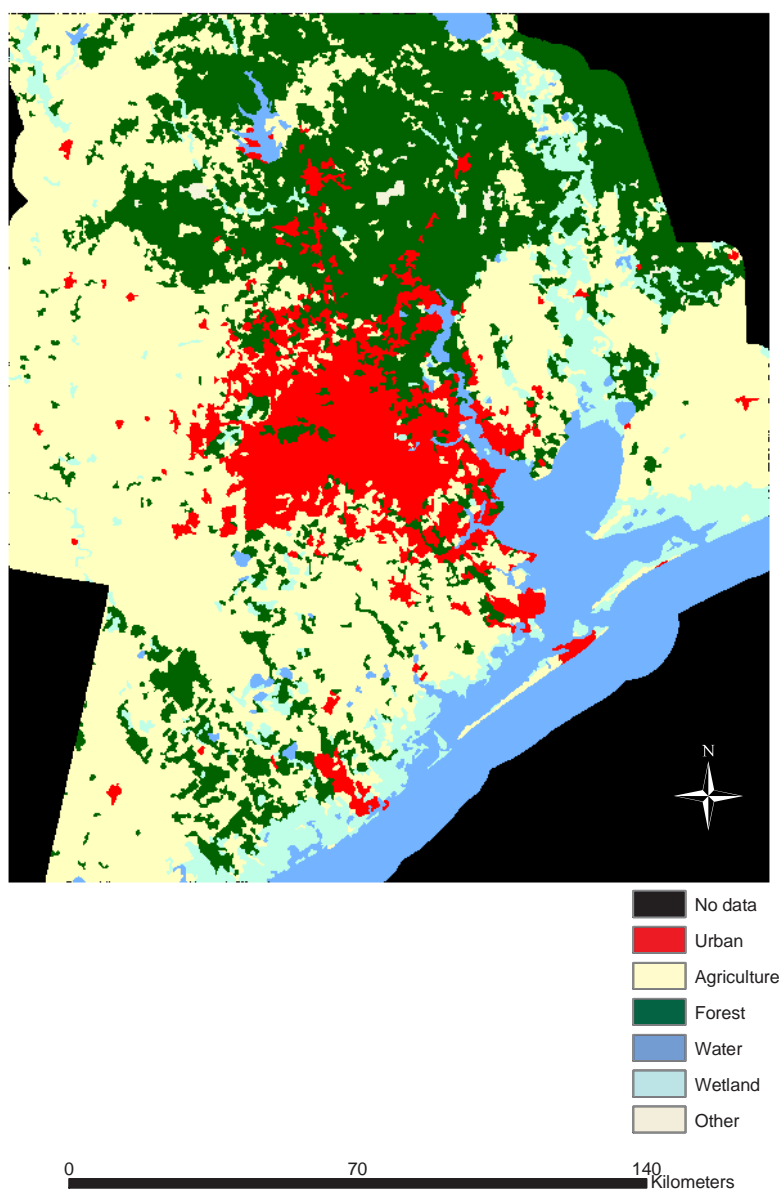 N
No data
Urban
Agriculture
Forest
Water
Wetland
Other
0 70 140
Kilometers